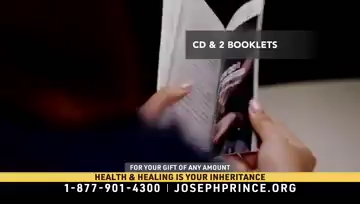 CD & 2 BOOKLETS
FOR YOUR GIFT OF ANY AMOUNT
HEALTH & HEALING IS YOUR INHERITANCE
1-877-901-4300 | JOSEPHPRINCE.ORG